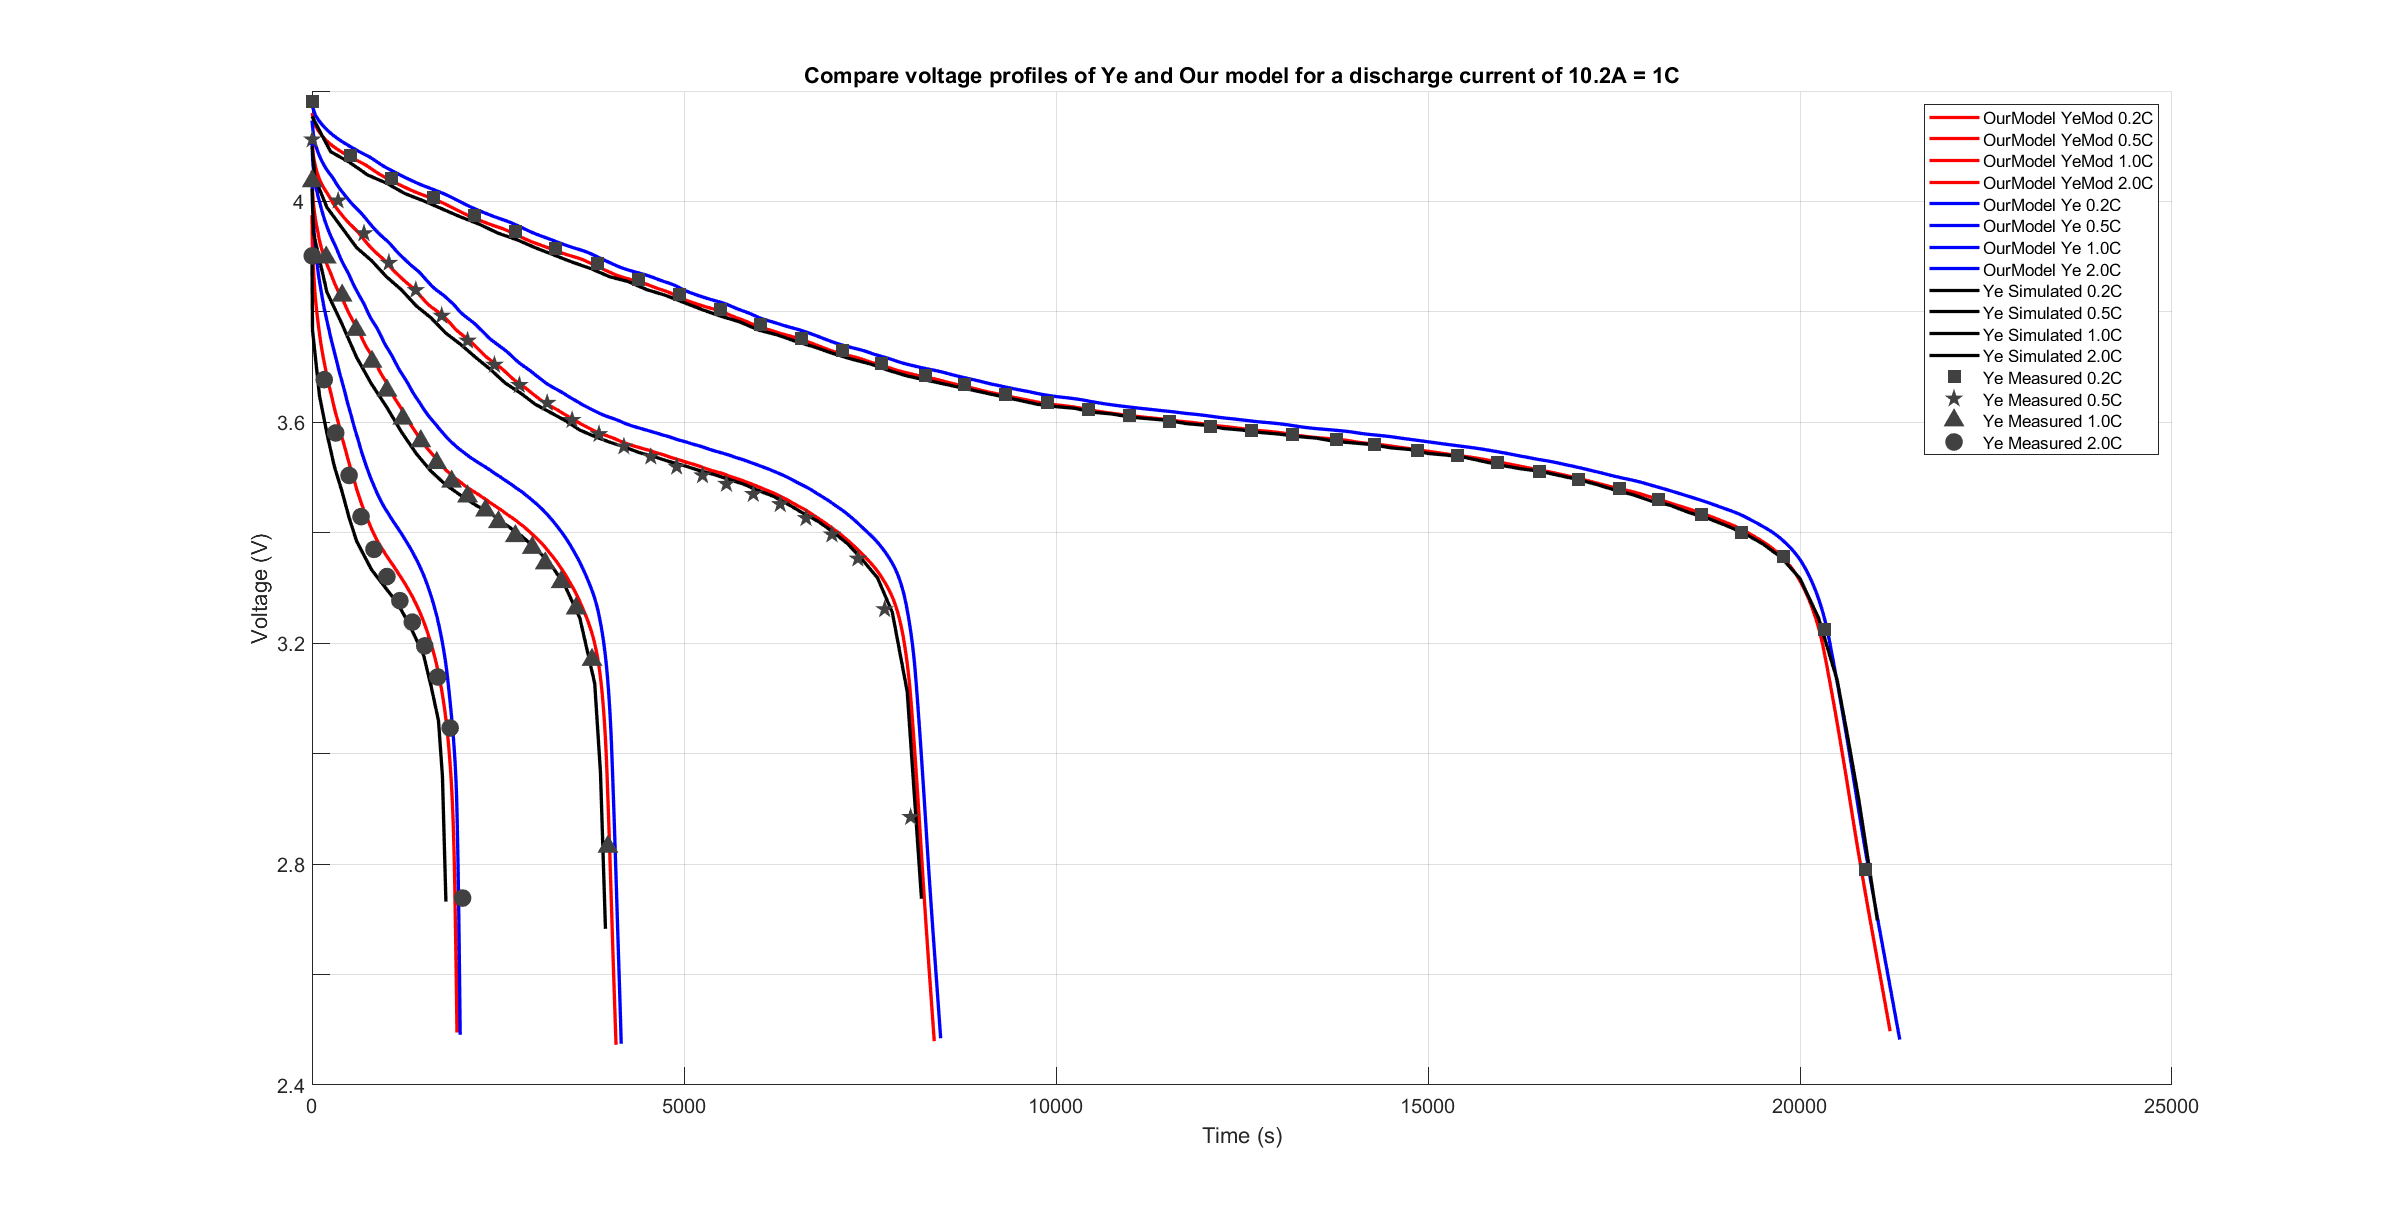 Compare voltage profiles of Ye and Our model for a discharge current of 10.2A = 1C
OurModel YeMod 0.2C
OurModel YeMod 0.5C
OurModel YeMod 1.0C
OurModel YeMod 2.0C
OurModel Ye 0.2C
OurModel Ye 0.5C
OurModel Ye 1.0C
OurModel Ye 2.0C
Ye Simulated 0.2C
Ye Simulated 0.5C
Ye Simulated 1.0C
Ye Simulated 2.0C
Ye Measured 0.2C
Ye Measured 0.5C
Ye Measured 1.0C
Ye Measured 2.0C
Voltage (V)
4
3.6
3.2
2.8
2.4
0 5000 10000 15000 20000 25000
Time (s)